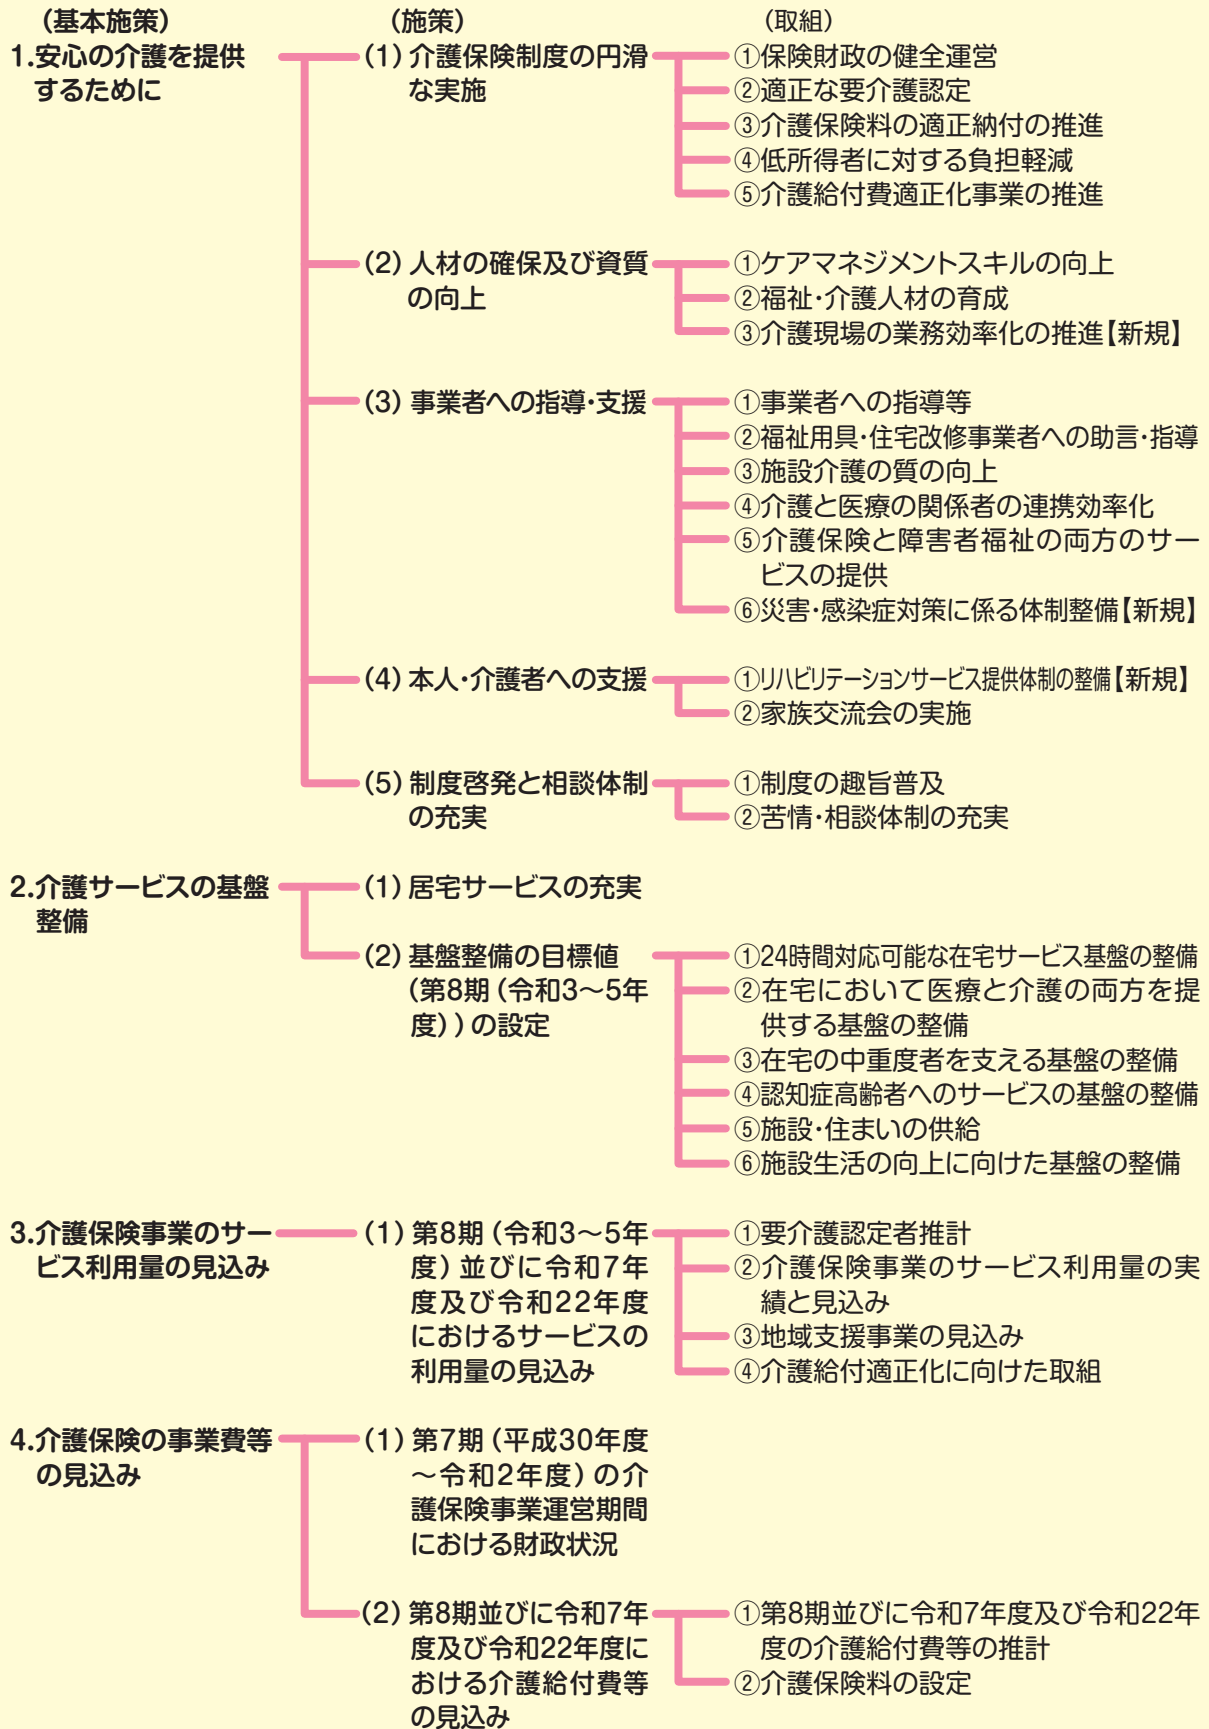 （基本施策）
（施策）
（取組）
1.安心の介護を提供
するために
(1) 介護保険制度の円滑
な実施
①保険財政の健全運営
②適正な要介護認定
③介護保険料の適正納付の推進
④低所得者に対する負担軽減
⑤介護給付費適正化事業の推進
(2) 人材の確保及び資質
の向上
①ケアマネジメントスキルの向上
②福祉・介護人材の育成
③介護現場の業務効率化の推進【新規】
(3) 事業者への指導・支援
①事業者への指導等
②福祉用具・住宅改修事業者への助言・指導
③施設介護の質の向上
④介護と医療の関係者の連携効率化
⑤介護保険と障害者福祉の両方のサー
ビスの提供
⑥災害・感染症対策に係る体制整備【新規】
(4) 本人・介護者への支援
①リハビリテーションサービス提供体制の整備【新規】
②家族交流会の実施
(5) 制度啓発と相談体制
の充実
①制度の趣旨普及
②苦情・相談体制の充実
2.介護サービスの基盤
整備
(1) 居宅サービスの充実
(2) 基盤整備の目標値
（第8期（令和3～5年
度））の設定
①24時間対応可能な在宅サービス基盤の整備
②在宅において医療と介護の両方を提
供する基盤の整備
③在宅の中重度者を支える基盤の整備
④認知症高齢者へのサービスの基盤の整備
⑤施設・住まいの供給
⑥施設生活の向上に向けた基盤の整備
3.介護保険事業のサー
ビス利用量の見込み
(1) 第8期（令和3～5年
度）並びに令和7年
度及び令和22年度
におけるサービスの
利用量の見込み
①要介護認定者推計
②介護保険事業のサービス利用量の実
績と見込み
③地域支援事業の見込み
④介護給付適正化に向けた取組
4.介護保険の事業費等
の見込み
(1) 第7期（平成30年度
～令和2年度）の介
護保険事業運営期間
における財政状況
(2) 第8期並びに令和7年
度及び令和22年度に
おける介護給付費等
の見込み
①第8期並びに令和7年度及び令和22年
度の介護給付費等の推計
②介護保険料の設定